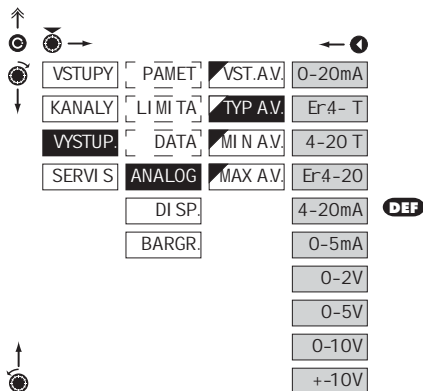 VSTUPY PAMET VST.A.V. 0-20mA
KANALY LIMITA TYP A.V. Er4- T
VYSTUP. DATA MIN A.V. 4-20 T
SERVIS ANALOG MAX A.V. Er4-20
DISP. 4-20mA DEF
BARGR. 0-5mA
0-2V
0-5V
0-10V
+-10V